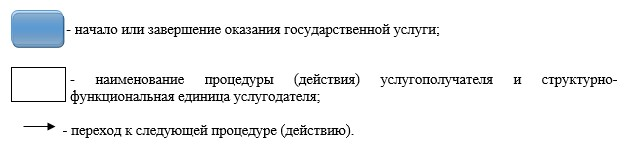 - начало или завершение оказания государственной услуги;
- наименование процедуры (действия) услугополучателя и структурно-
функциональная единица услугодателя;
- переход к следующей процедуре (действию).